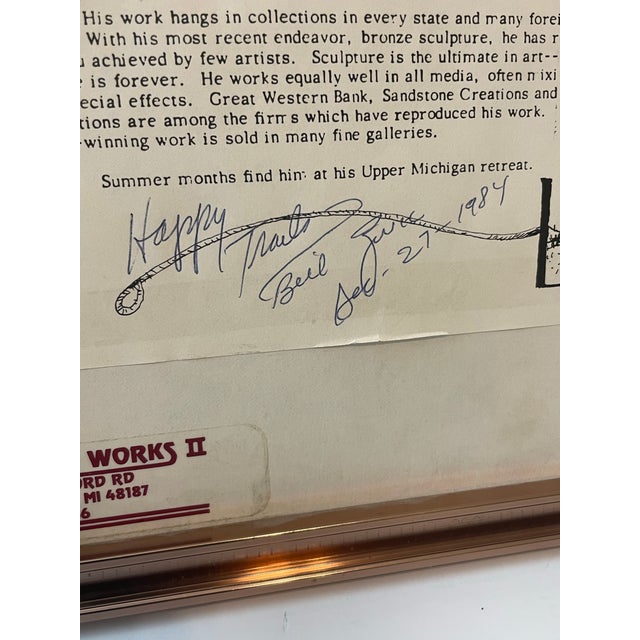 His work hangs in collections in every state and many forei
With his most recent endeavor, bronze sculpture, he has r
achieved by few artists. Sculpture is the ultimate in art--
e is forever. He works equally well in all media, often mixi
ecial effects. Great Western Bank, Sandstone Creations and
tions are among the firms which have reproduced his work.
-winning work is sold in many fine galleries.
Summer months find him at his Upper Michigan retreat.
Happy Trails
27-1984
WORKS II
ORD RD
MI 48187
6